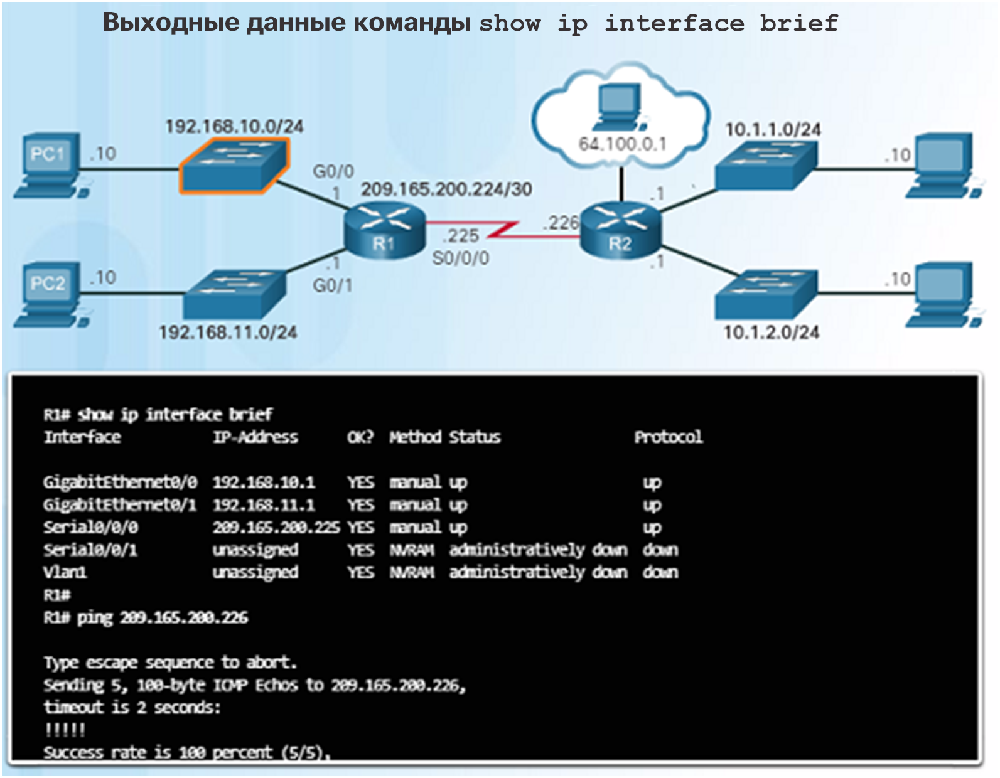 Выходные данные команды show ip interface brief
64.100.0.1
192.168.10.0/24
10.1.1.0/24
PC1
.10
G0/0
1
209.165.200.224/30
.1
.10
R1
.225
S0/0/0
.226
R2
PC2
.10
.1
G0/1
.1
.10
192.168.11.0/24
10.1.2.0/24
R1# show ip interface brief
Interface IP-Address OK? Method Status Protocol
GigabitEthernet0/0 192.168.10.1 YES manual up up
GigabitEthernet0/1 192.168.11.1 YES manual up up
Serial0/0/0 209.165.200.225 YES manual up up
Serial0/0/1 unassigned YES NVRAM administratively down down
Vlan1 unassigned YES NVRAM administratively down down
R1#
R1# ping 209.165.200.226
Type escape sequence to abort.
Sending 5, 100-byte ICMP Echos to 209.165.200.226,
timeout is 2 seconds:
!!!!!
Success rate is 100 percent (5/5),